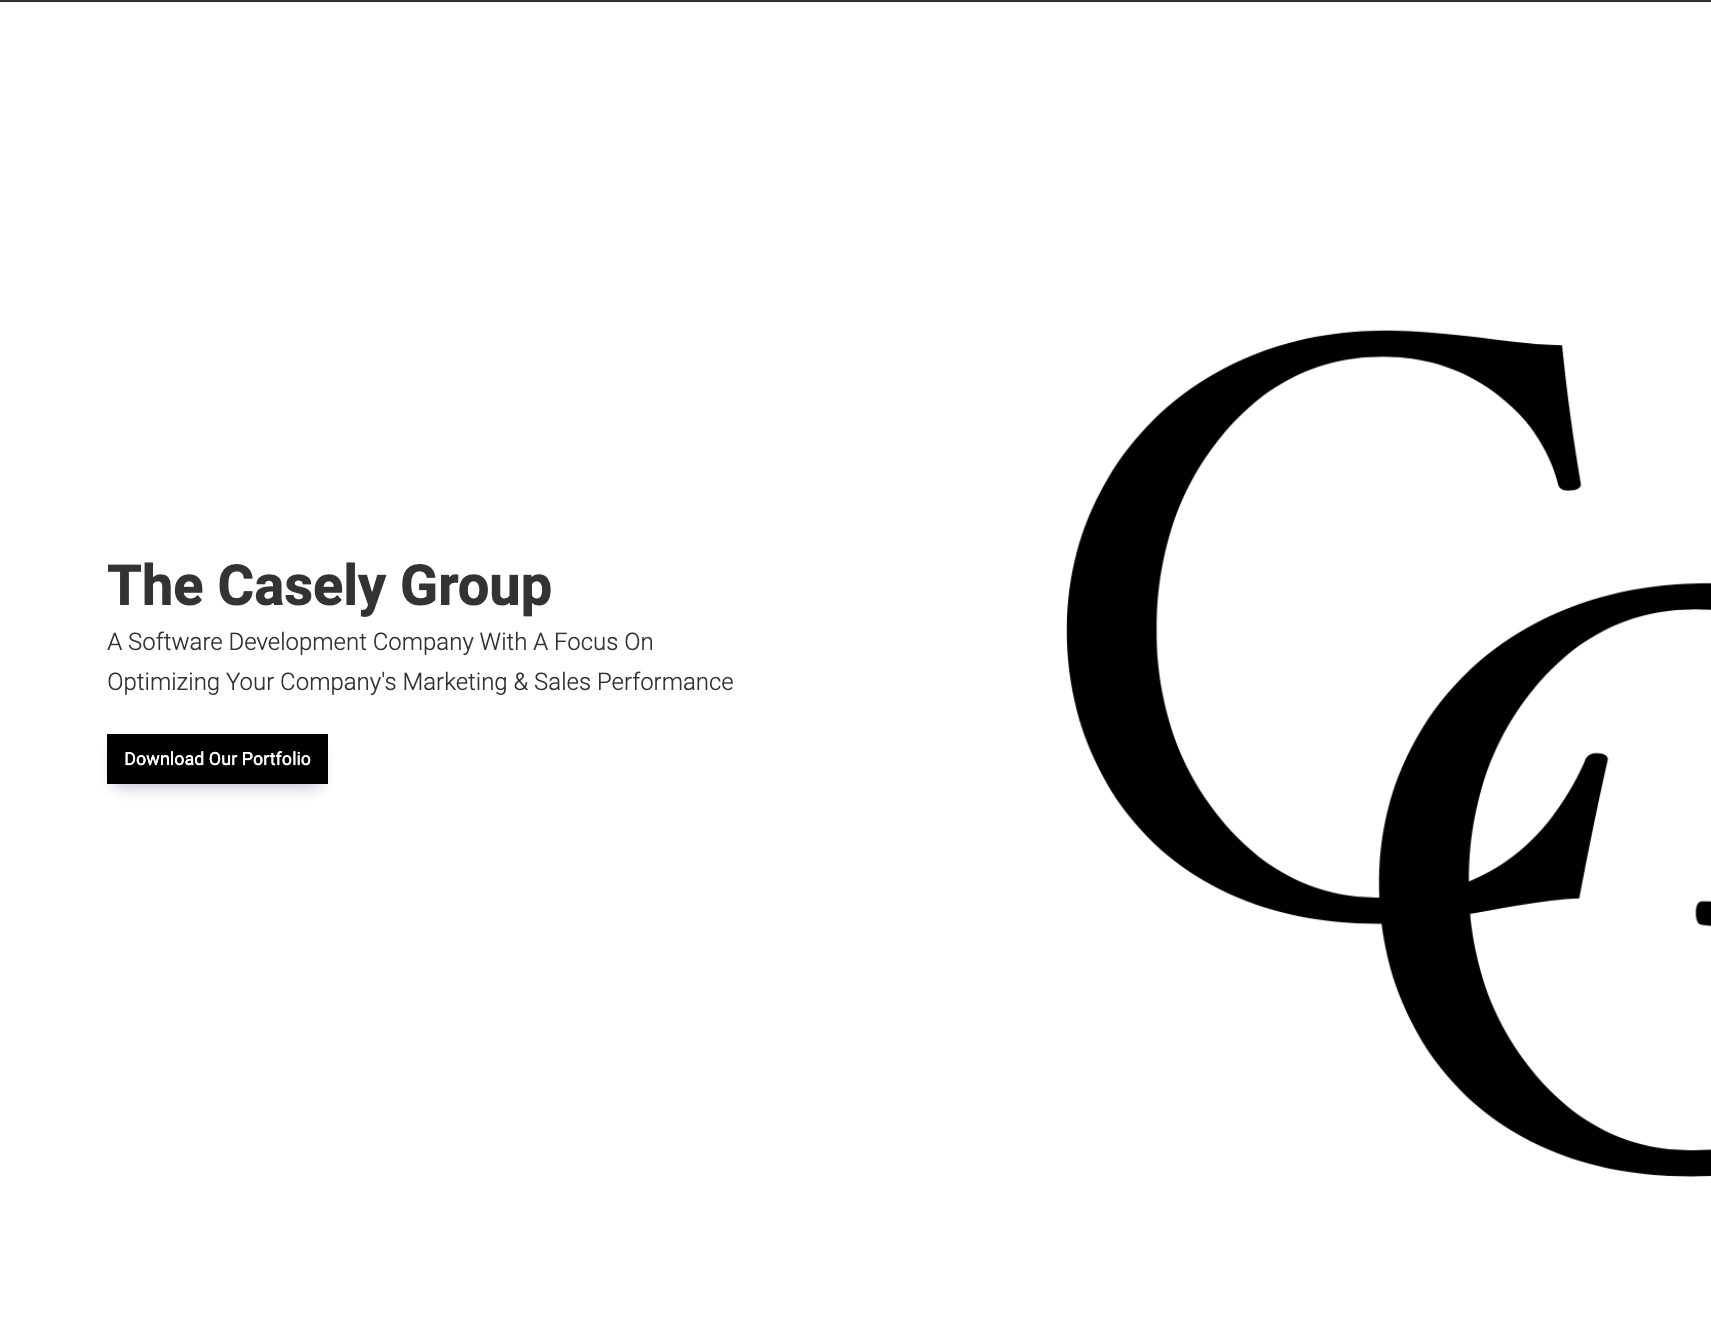 The Casely Group
A Software Development Company With A Focus On
Optimizing Your Company's Marketing & Sales Performance
Download Our Portfolio
CG